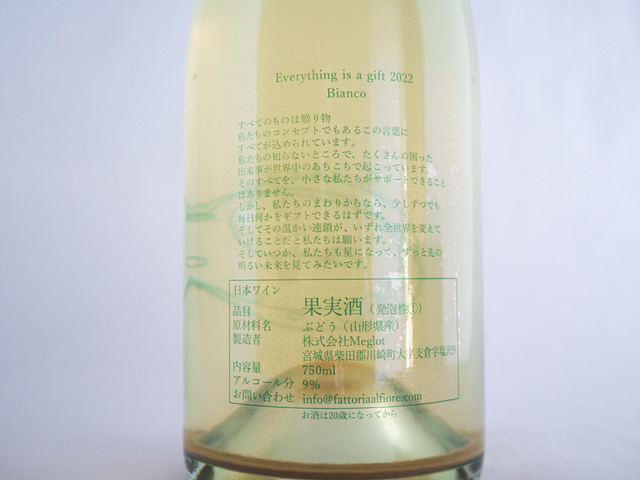 Everything is a gift 2022
Bianco
すべてのものは贈り物
私たちのコンセプトでもあるこの言葉に
すべてが込められています。
私たちの知らないところで、たくさんの困った
出来事が世界中のあちこちで起こっています。
そのすべてを、小さな私たちがサポートできること
はありません。
しかし、私たちのまわりからなら、少しずつでも
毎日何かをギフトできるはずです。
そしてその温かい連鎖が、いずれ全世界を変えて
いけることだと私たちは願います。
そしていつか、私たちも星になって、ずっと先の
明るい未来を見てみたいです。
日本ワイン
品目 果実酒（発泡性①）
原材料名 ぶどう（山形県産）
製造者 株式会社Meglot
宮城県柴田郡川崎町大字支倉字塩沢9
内容量 750ml
アルコール分 9%
お問い合わせ info@fattoriaalfiore.com
お酒は20歳になってから